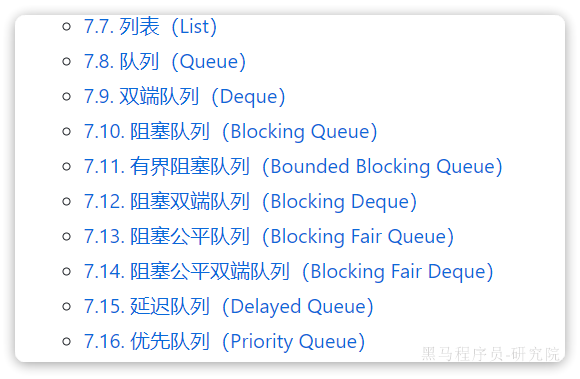 7.7. 列表（List）
7.8. 队列（Queue）
7.9. 双端队列（Deque）
7.10. 阻塞队列（Blocking Queue）
7.11. 有界阻塞队列（Bounded Blocking Queue）
7.12. 阻塞双端队列（Blocking Deque）
7.13. 阻塞公平队列（Blocking Fair Queue）
7.14. 阻塞公平双端队列（Blocking Fair Deque）
7.15. 延迟队列（Delayed Queue）
7.16. 优先队列（Priority Queue）
黑马程序员-研究院